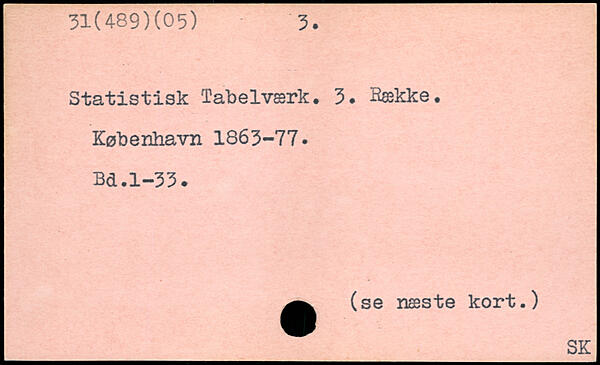 31(489)(05) 3.
Statistisk Tabelværk. 3. Række.
København 1863-77.
Bd.1-33.
(se næste kort.)
SK